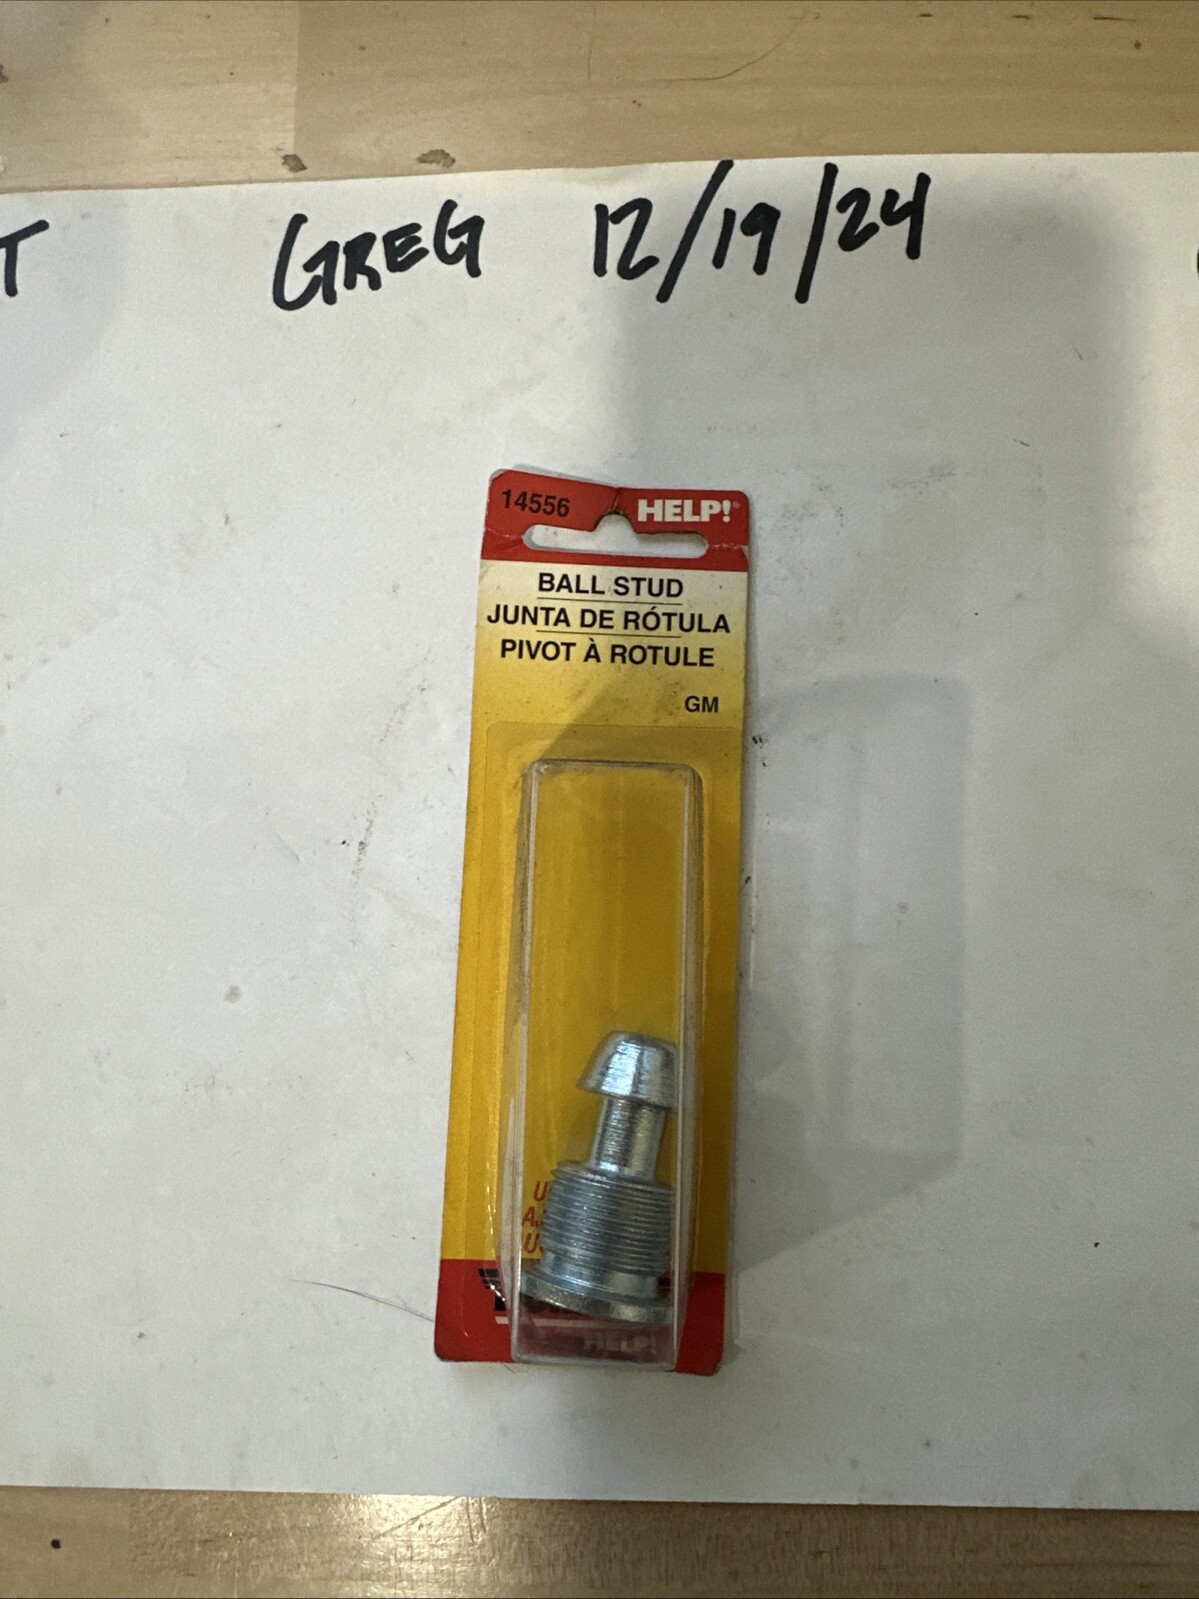 T GREG 12/19/24
14556 HELP!
BALL STUD
JUNTA DE RÓTULA
PIVOT À ROTULE
GM
HELP!